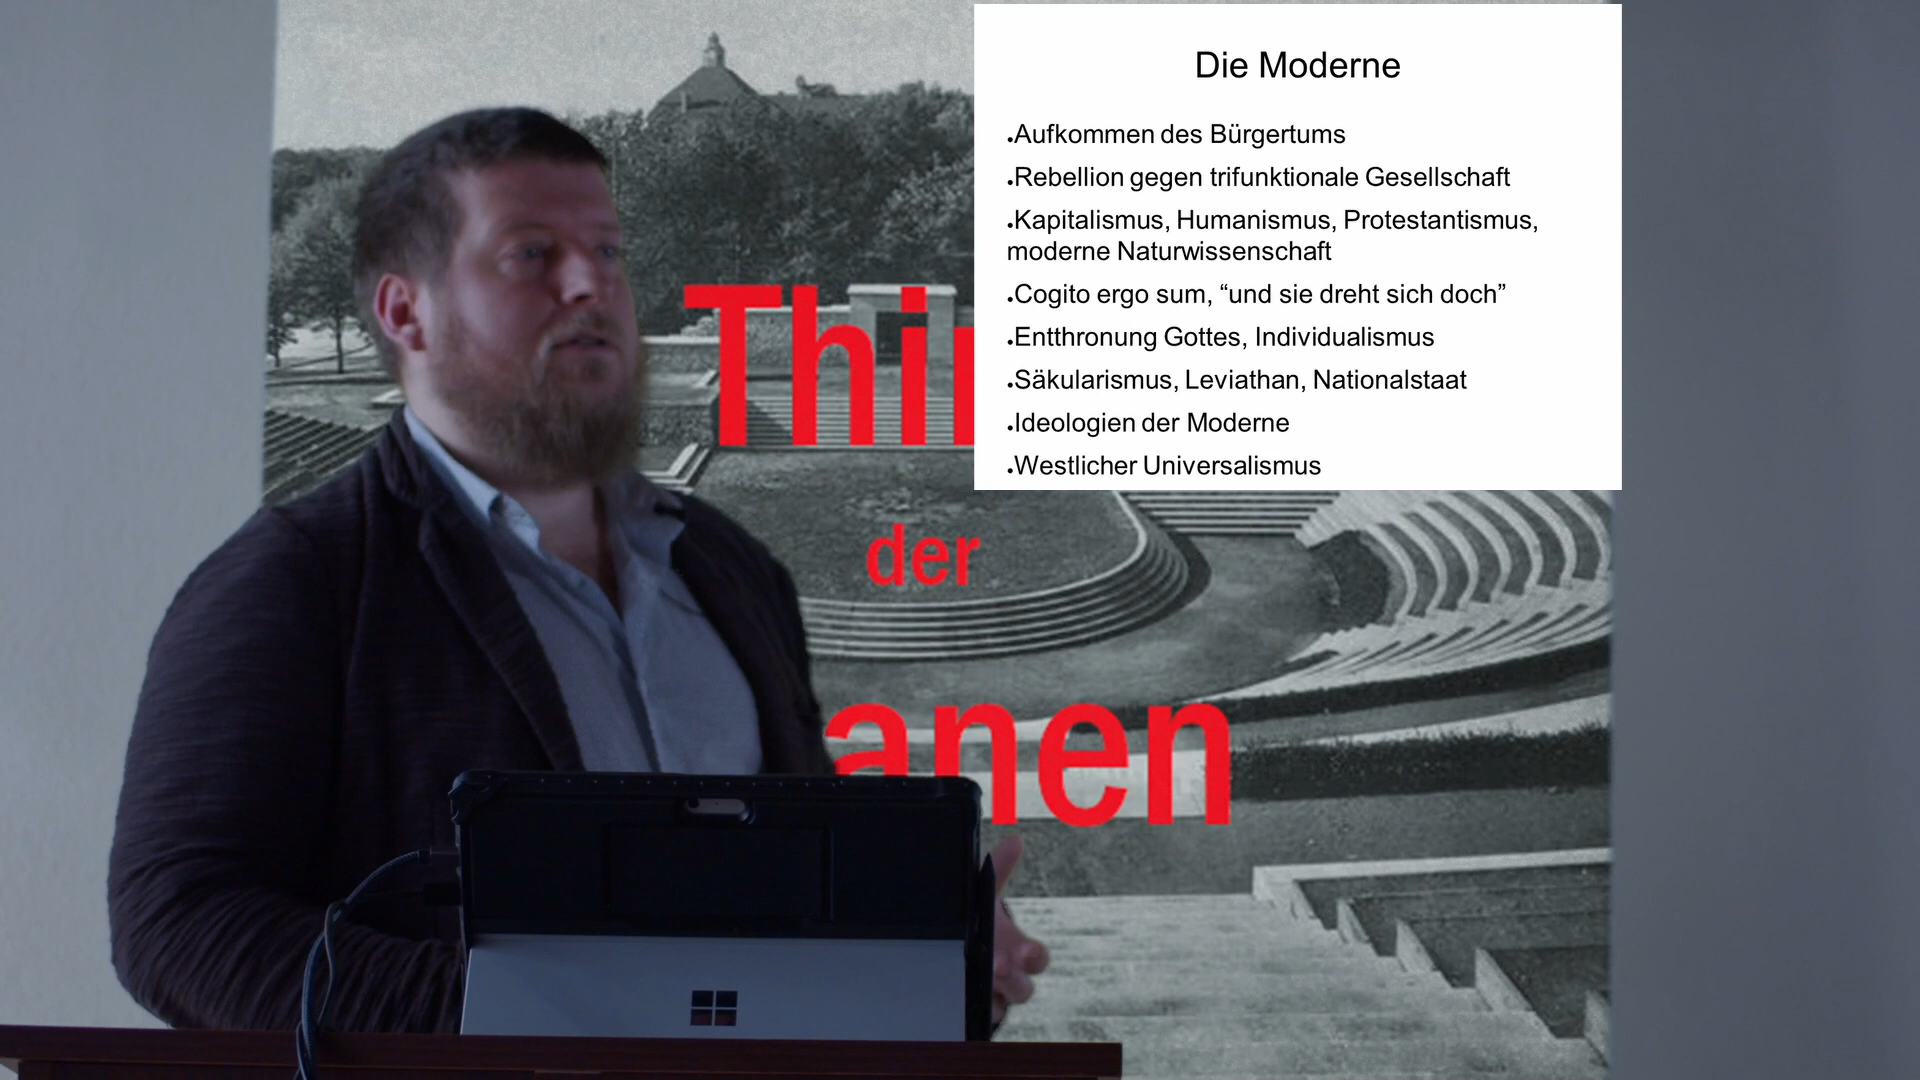 Die Moderne
•Aufkommen des Bürgertums
•Rebellion gegen trifunktionale Gesellschaft
•Kapitalismus, Humanismus, Protestantismus,
moderne Naturwissenschaft
•Cogito ergo sum, “und sie dreht sich doch”
•Entthronung Gottes, Individualismus
•Säkularismus, Leviathan, Nationalstaat
•Ideologien der Moderne
•Westlicher Universalismus
der